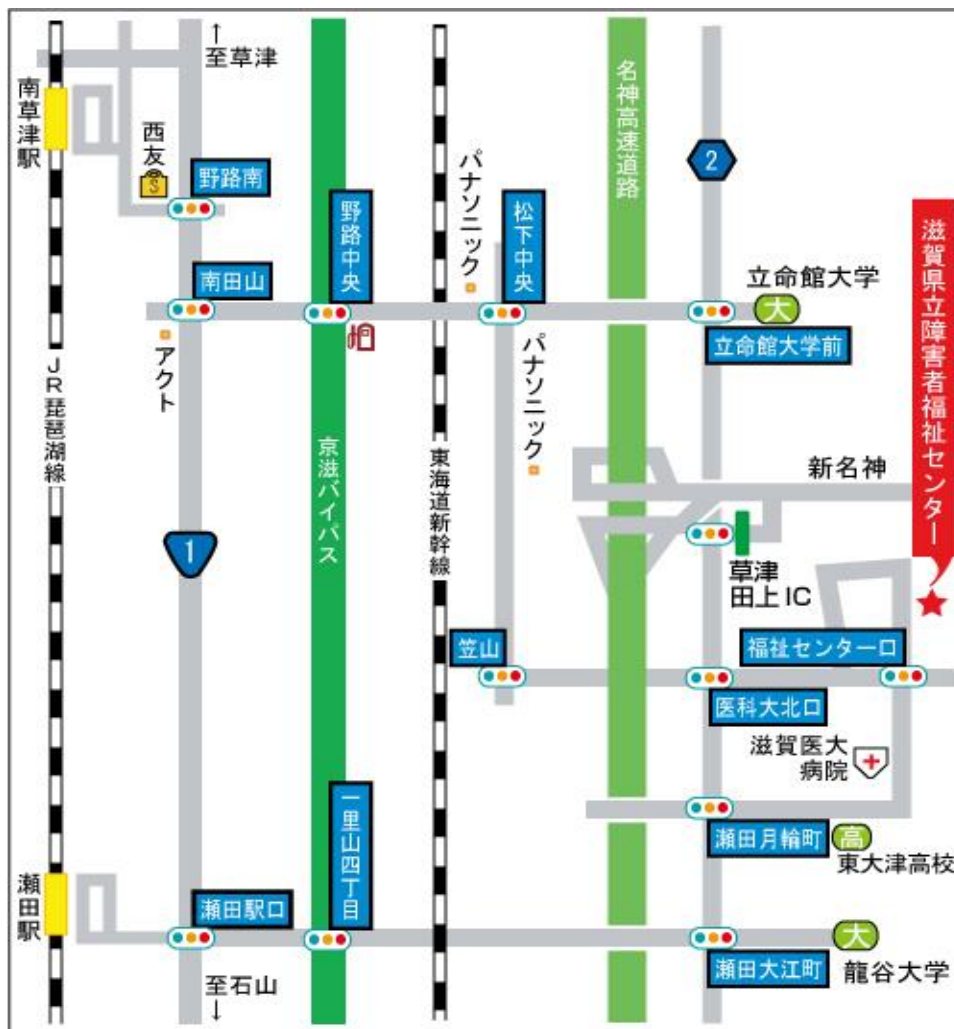 ↑
至草津
南草津駅
西友
S
野路南
野路中央
パナソニック
松下中央
名神高速道路
2
滋賀県立障害者福祉センター
南田山
立命館大学
大
立命館大学前
アクト
パナソニック
JR琵琶湖線
京滋バイパス
東海道新幹線
新名神
1
草津
田上IC
笠山
福祉センター口
医科大北口
滋賀医大
病院
一里山四丁目
瀬田月輪町
高
東大津高校
瀬田駅
瀬田駅口
大
瀬田大江町
龍谷大学
至石山
↓